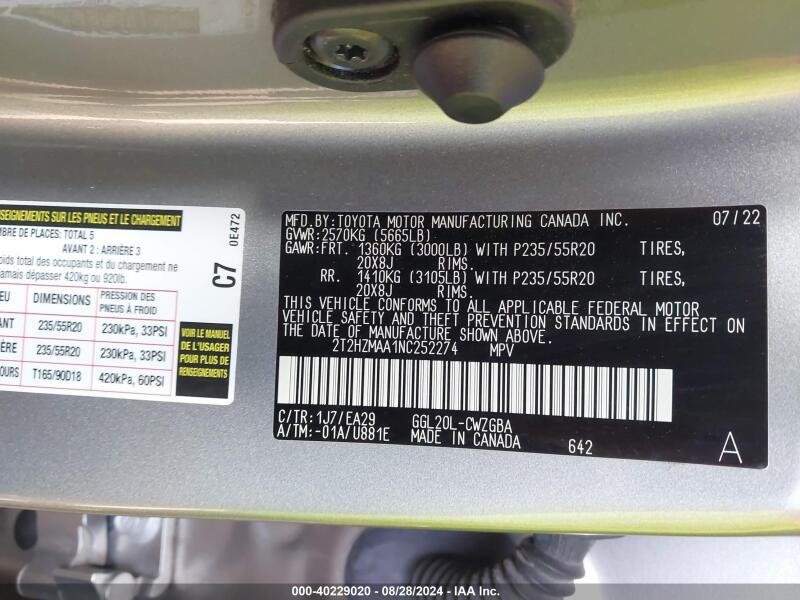 SEIGNEMENTS SUR LES PNEUS ET LE CHARGEMENT
MBRE DE PLACES: TOTAL 5
AVANT 2 : ARRIÈRE 3
oids total des occupants et du chargement ne
jamais dépasser 420kg ou 920lb.
EU DIMENSIONS PRESSION DES PNEUS À FROID
ANT 235/55R20 230kPa, 33PSI
ÈRE 235/55R20 230kPa, 33PSI
OURS T165/90D18 420kPa, 60PSI
VOIR LE MANUEL
DE L'USAGER
POUR PLUS DE
RENSEIGNEMENTS
C7
0E472
MFD.BY:TOYOTA MOTOR MANUFACTURING CANADA INC. 07/22
GVWR:2570KG (5665LB)
GAWR:FRT. 1360KG (3000LB) WITH P235/55R20 TIRES,
20X8J RIMS.
RR. 1410KG (3105LB) WITH P235/55R20 TIRES,
20X8J RIMS.
THIS VEHICLE CONFORMS TO ALL APPLICABLE FEDERAL MOTOR
VEHICLE SAFETY AND THEFT PREVENTION STANDARDS IN EFFECT ON
THE DATE OF MANUFACTURE SHOWN ABOVE.
2T2HZMAA1NC252274 MPV
C/TR:1J7/EA29 GGL20L-CWZGBA
A/TM:-01A/U881E MADE IN CANADA 642
A
000-40229020 - 08/28/2024 - IAA Inc.